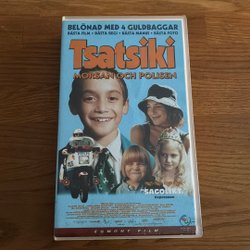 BELÖNAD MED 4 GULDBAGGAR
BÄSTA FILM • BÄSTA REGI • BÄSTA MANUS • BÄSTA FOTO
Tsatsiki
MORSAN OCH POLISEN
"SAGOLIKT"
Expressen
EGMONT FILM